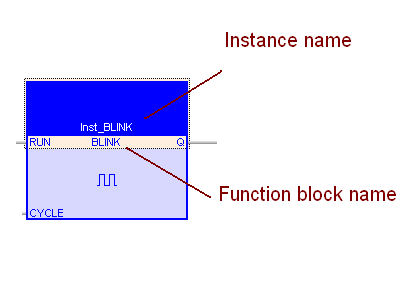 Instance name
Inst_BLINK
RUN BLINK Q
Function block name
CYCLE